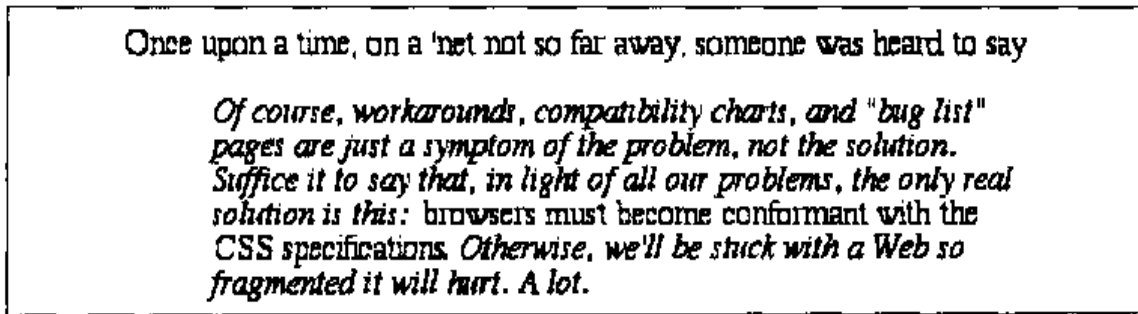 Once upon a time, on a 'net not so far away, someone was heard to say
Of course, workarounds, compatibility charts, and "bug list"
pages are just a symptom of the problem, not the solution.
Suffice it to say that, in light of all our problems, the only real
solution is this: browsers must become conformant with the
CSS specifications. Otherwise, we'll be stuck with a Web so
fragmented it will hurt. A lot.